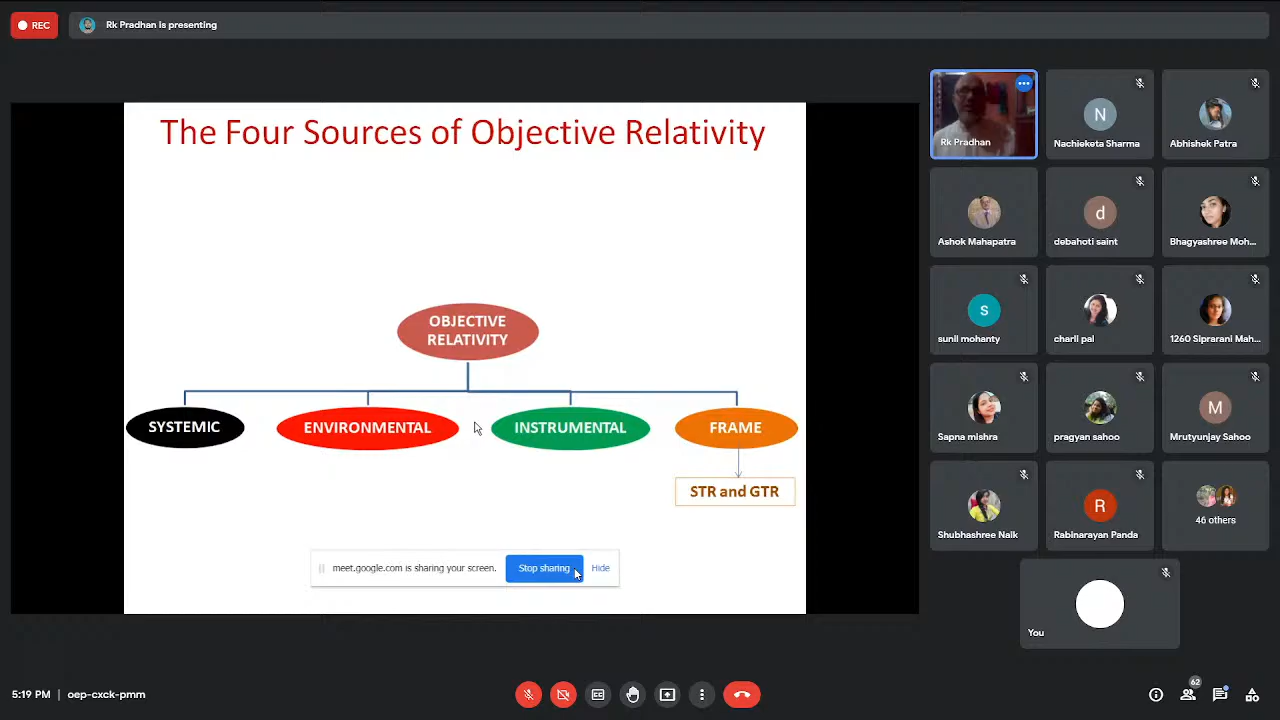 REC
Rk Pradhan is presenting
The Four Sources of Objective Relativity
OBJECTIVE
RELATIVITY
SYSTEMIC
ENVIRONMENTAL
INSTRUMENTAL
FRAME
STR and GTR
meet.google.com is sharing your screen.
Stop sharing
Hide
Rk Pradhan
N
Nachieketa Sharma
Abhishek Patra
Ashok Mahapatra
d
debahoti saint
Bhagyashree Moh...
s
sunil mohanty
charli pal
1260 Siprarani Mah...
Sapna mishra
pragyan sahoo
M
Mrutyunjay Sahoo
Shubhashree Naik
R
Rabinarayan Panda
46 others
You
5:19 PM | oep-cxck-pmm
62